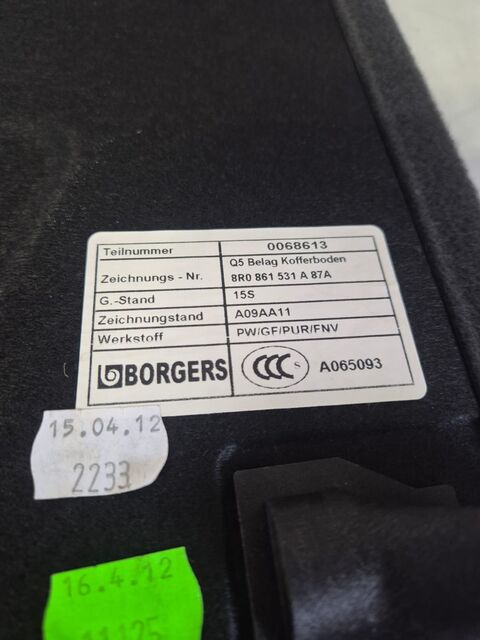 Teilnummer 0068613
Zeichnungs - Nr. Q5 Belag Kofferboden
8R0 861 531 A 87A
G.-Stand 15S
Zeichnungstand A09AA11
Werkstoff PW/GF/PUR/FNV
BORGERS CCC S A065093
15.04.12
2233
16.4.12